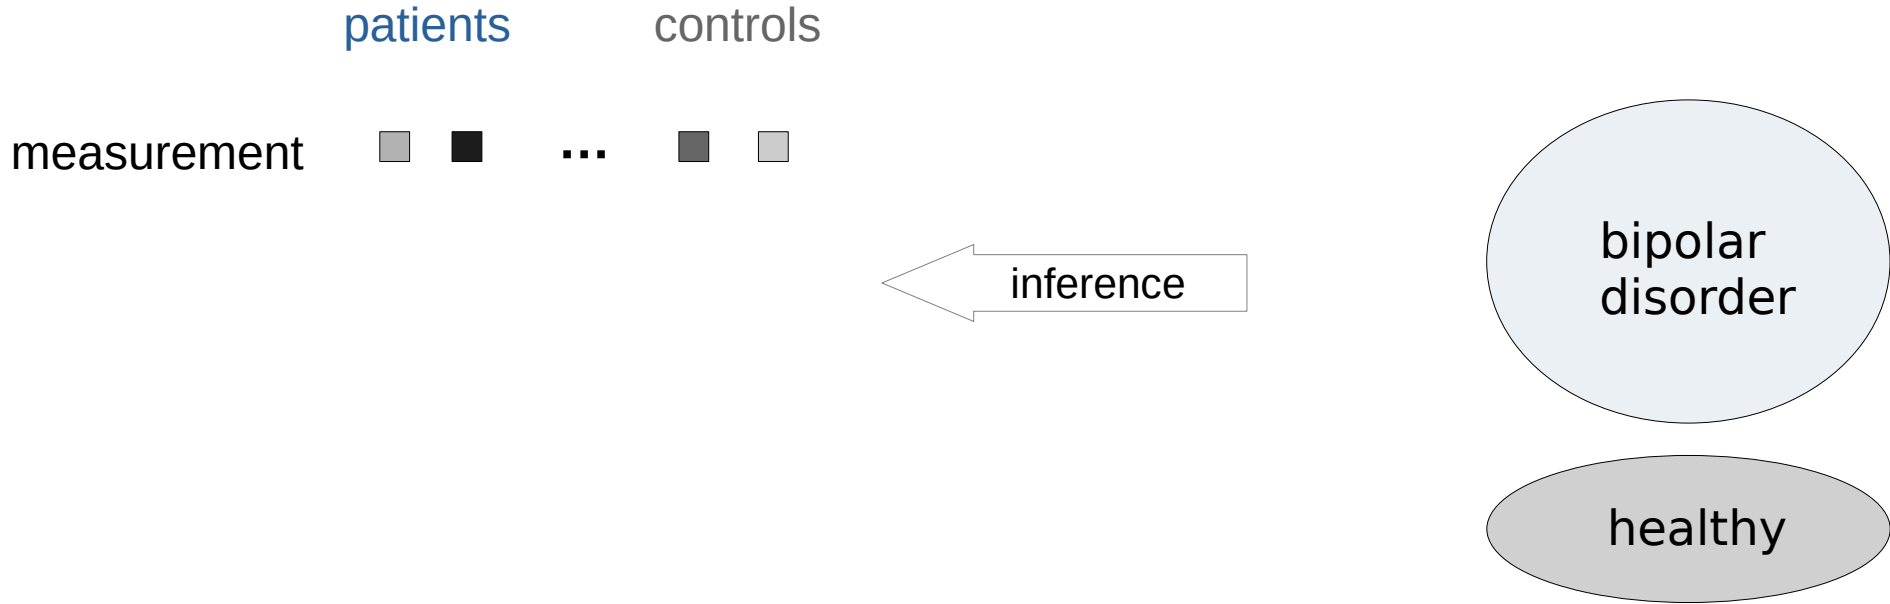 patients
controls
measurement
...
inference
bipolar
disorder
healthy